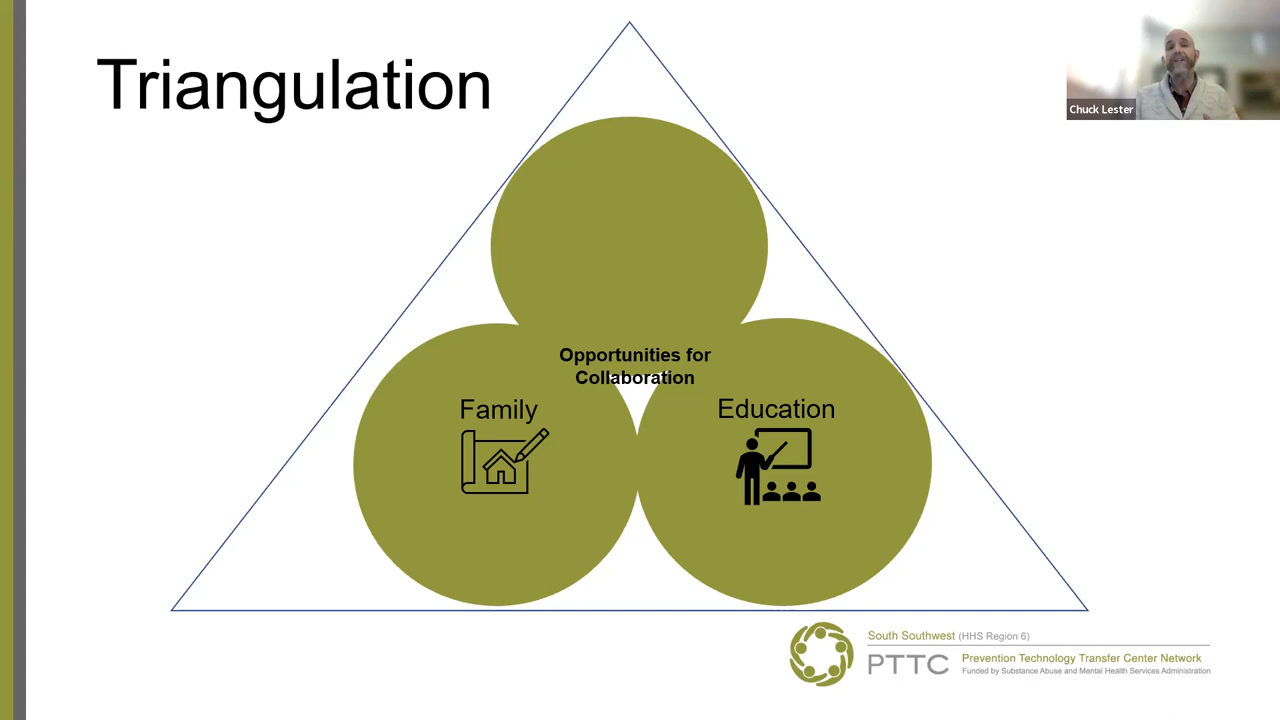 Triangulation
Chuck Lester
Opportunities for
Collaboration
Family
Education
South Southwest (HHS Region 6)
PTTC
Prevention Technology Transfer Center Network
Funded by Substance Abuse and Mental Health Services Administration